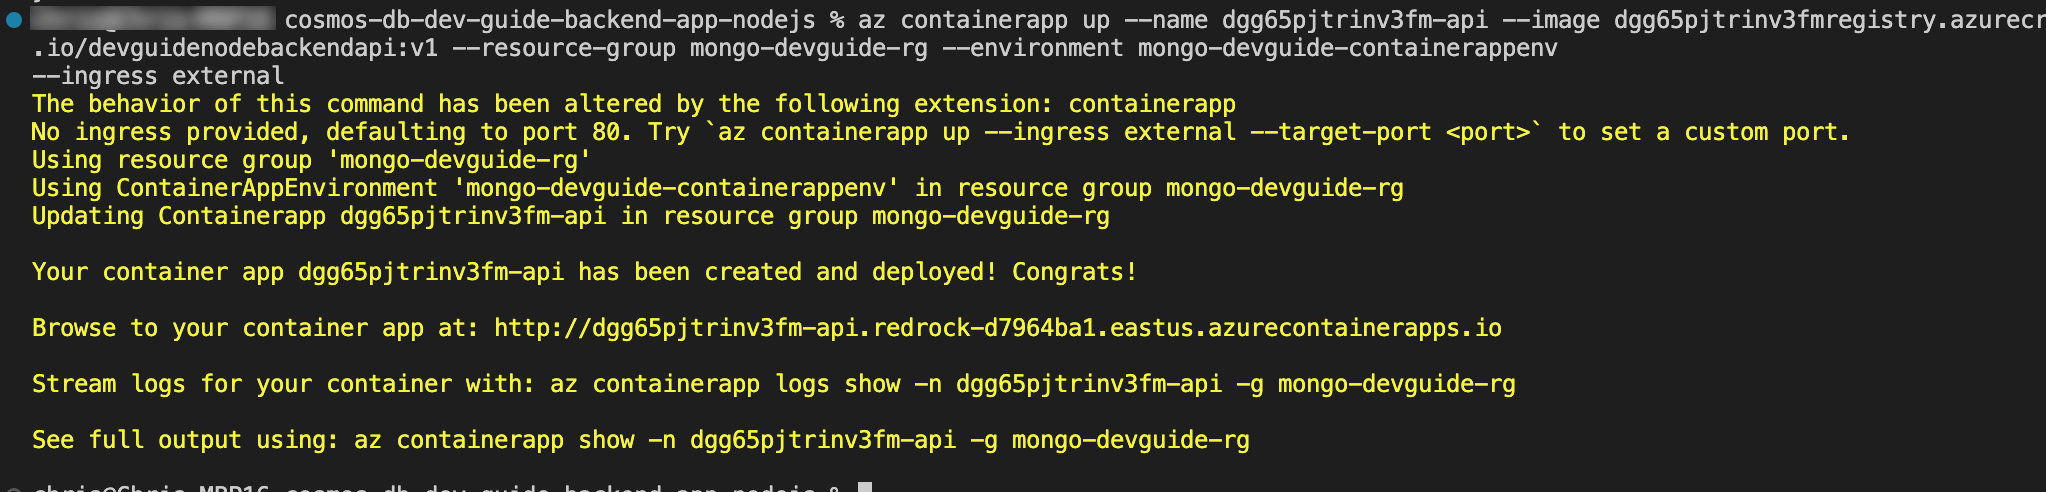 cosmos-db-dev-guide-backend-app-nodejs % az containerapp up --name dgg65pjtrinv3fm-api --image dgg65pjtrinv3fmregistry.azurecr
.io/devguidenodebackendapi:v1 --resource-group mongo-devguide-rg --environment mongo-devguide-containerappenv
--ingress external
The behavior of this command has been altered by the following extension: containerapp
No ingress provided, defaulting to port 80. Try `az containerapp up --ingress external --target-port <port>` to set a custom port.
Using resource group 'mongo-devguide-rg'
Using ContainerAppEnvironment 'mongo-devguide-containerappenv' in resource group mongo-devguide-rg
Updating Containerapp dgg65pjtrinv3fm-api in resource group mongo-devguide-rg
Your container app dgg65pjtrinv3fm-api has been created and deployed! Congrats!
Browse to your container app at: http://dgg65pjtrinv3fm-api.redrock-d7964ba1.eastus.azurecontainerapps.io
Stream logs for your container with: az containerapp logs show -n dgg65pjtrinv3fm-api -g mongo-devguide-rg
See full output using: az containerapp show -n dgg65pjtrinv3fm-api -g mongo-devguide-rg
cosmos-db-dev-guide-backend-app-nodejs %